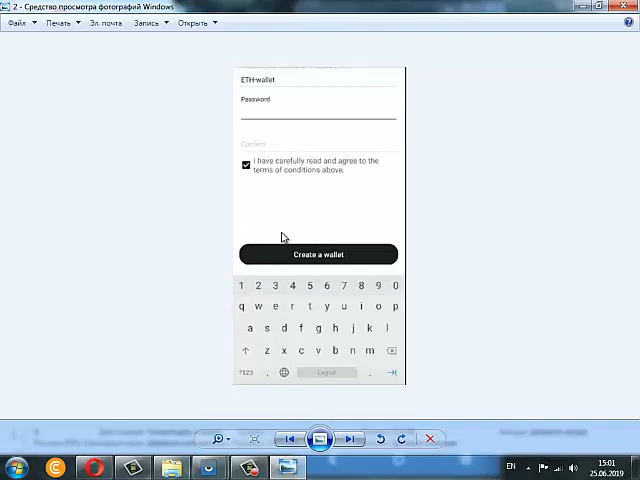 2 - Средство просмотра фотографий Windows
Файл Печать Эл. почта Запись Открыть
ETH-wallet
Password
Confirm
I have carefully read and agree to the
terms of conditions above.
Create a wallet
1 2 3 4 5 6 7 8 9 0
q w e r t y u i o p
a s d f g h j k l
z x c v b n m
?123 , English .
EN
15:01
25.06.2019